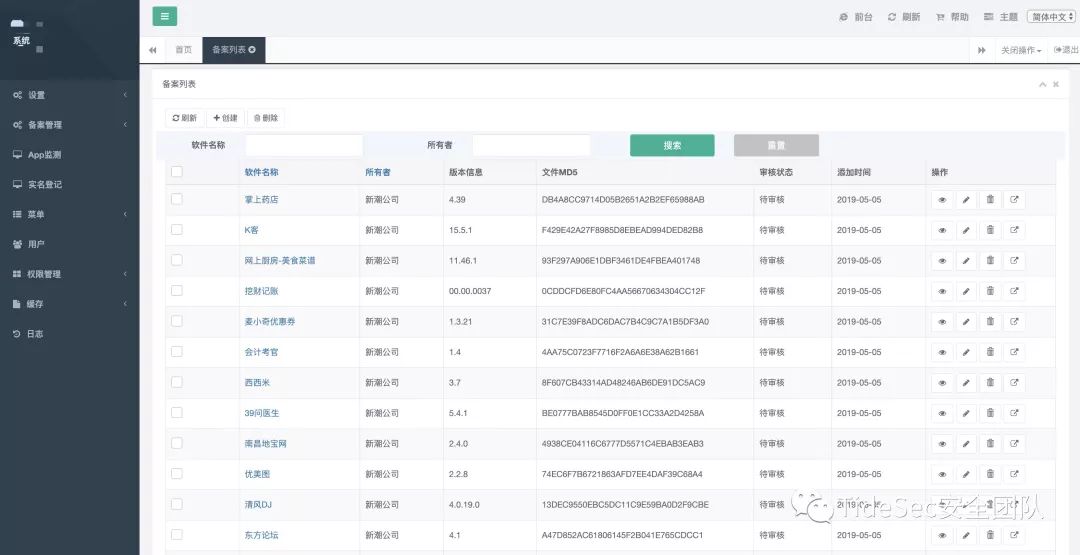 系统
前台 刷新 帮助 主题 简体中文
首页 备案列表 关闭操作 退出
设置
备案管理
App监测
实名登记
菜单
用户
权限管理
缓存
日志
备案列表
刷新 创建 删除
软件名称 所有者 搜索 重置
软件名称 所有者 版本信息 文件MD5 审核状态 添加时间 操作
掌上药店 新潮公司 4.39 DB4A8CC9714D05B2651A2B2EF65988AB 待审核 2019-05-05
K客 新潮公司 15.5.1 F429E42A27F8985D8EBEAD994DED82B8 待审核 2019-05-05
网上厨房-美食菜谱 新潮公司 11.46.1 93F297A906E1DBF3461DE4FBEA401748 待审核 2019-05-05
挖财记账 新潮公司 00.00.0037 0CDDCFD6E80FC4AA56670634304CC12F 待审核 2019-05-05
麦小奇优惠券 新潮公司 1.3.21 31C7E39F8ADC6DAC7B4C9C7A1B5DF3A0 待审核 2019-05-05
会计考官 新潮公司 1.4 4AA75C0723F7716F2A6A6E38A62B1661 待审核 2019-05-05
西西米 新潮公司 3.7 8F607CB43314AD48246AB6DE91DC5AC9 待审核 2019-05-05
39问医生 新潮公司 5.4.1 BE0777BAB8545D0FF0E1CC33A2D4258A 待审核 2019-05-05
南昌地宝网 新潮公司 2.4.0 4938CE04116C6777D5571C4EBAB3EAB3 待审核 2019-05-05
优美图 新潮公司 2.2.8 74EC6F7B6721863AFD7EE4DAF39C68A4 待审核 2019-05-05
清风DJ 新潮公司 4.0.19.0 13DEC9550EBC5DC11C9E59BA0D2F9CBE 待审核 2019-05-05
东方论坛 新潮公司 4.1 A47D852AC61806145F2B041E765CDCC1 待审核 2019-05-05
TideSec安全团队